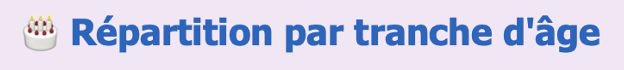 🎂 Répartition par tranche d'âge